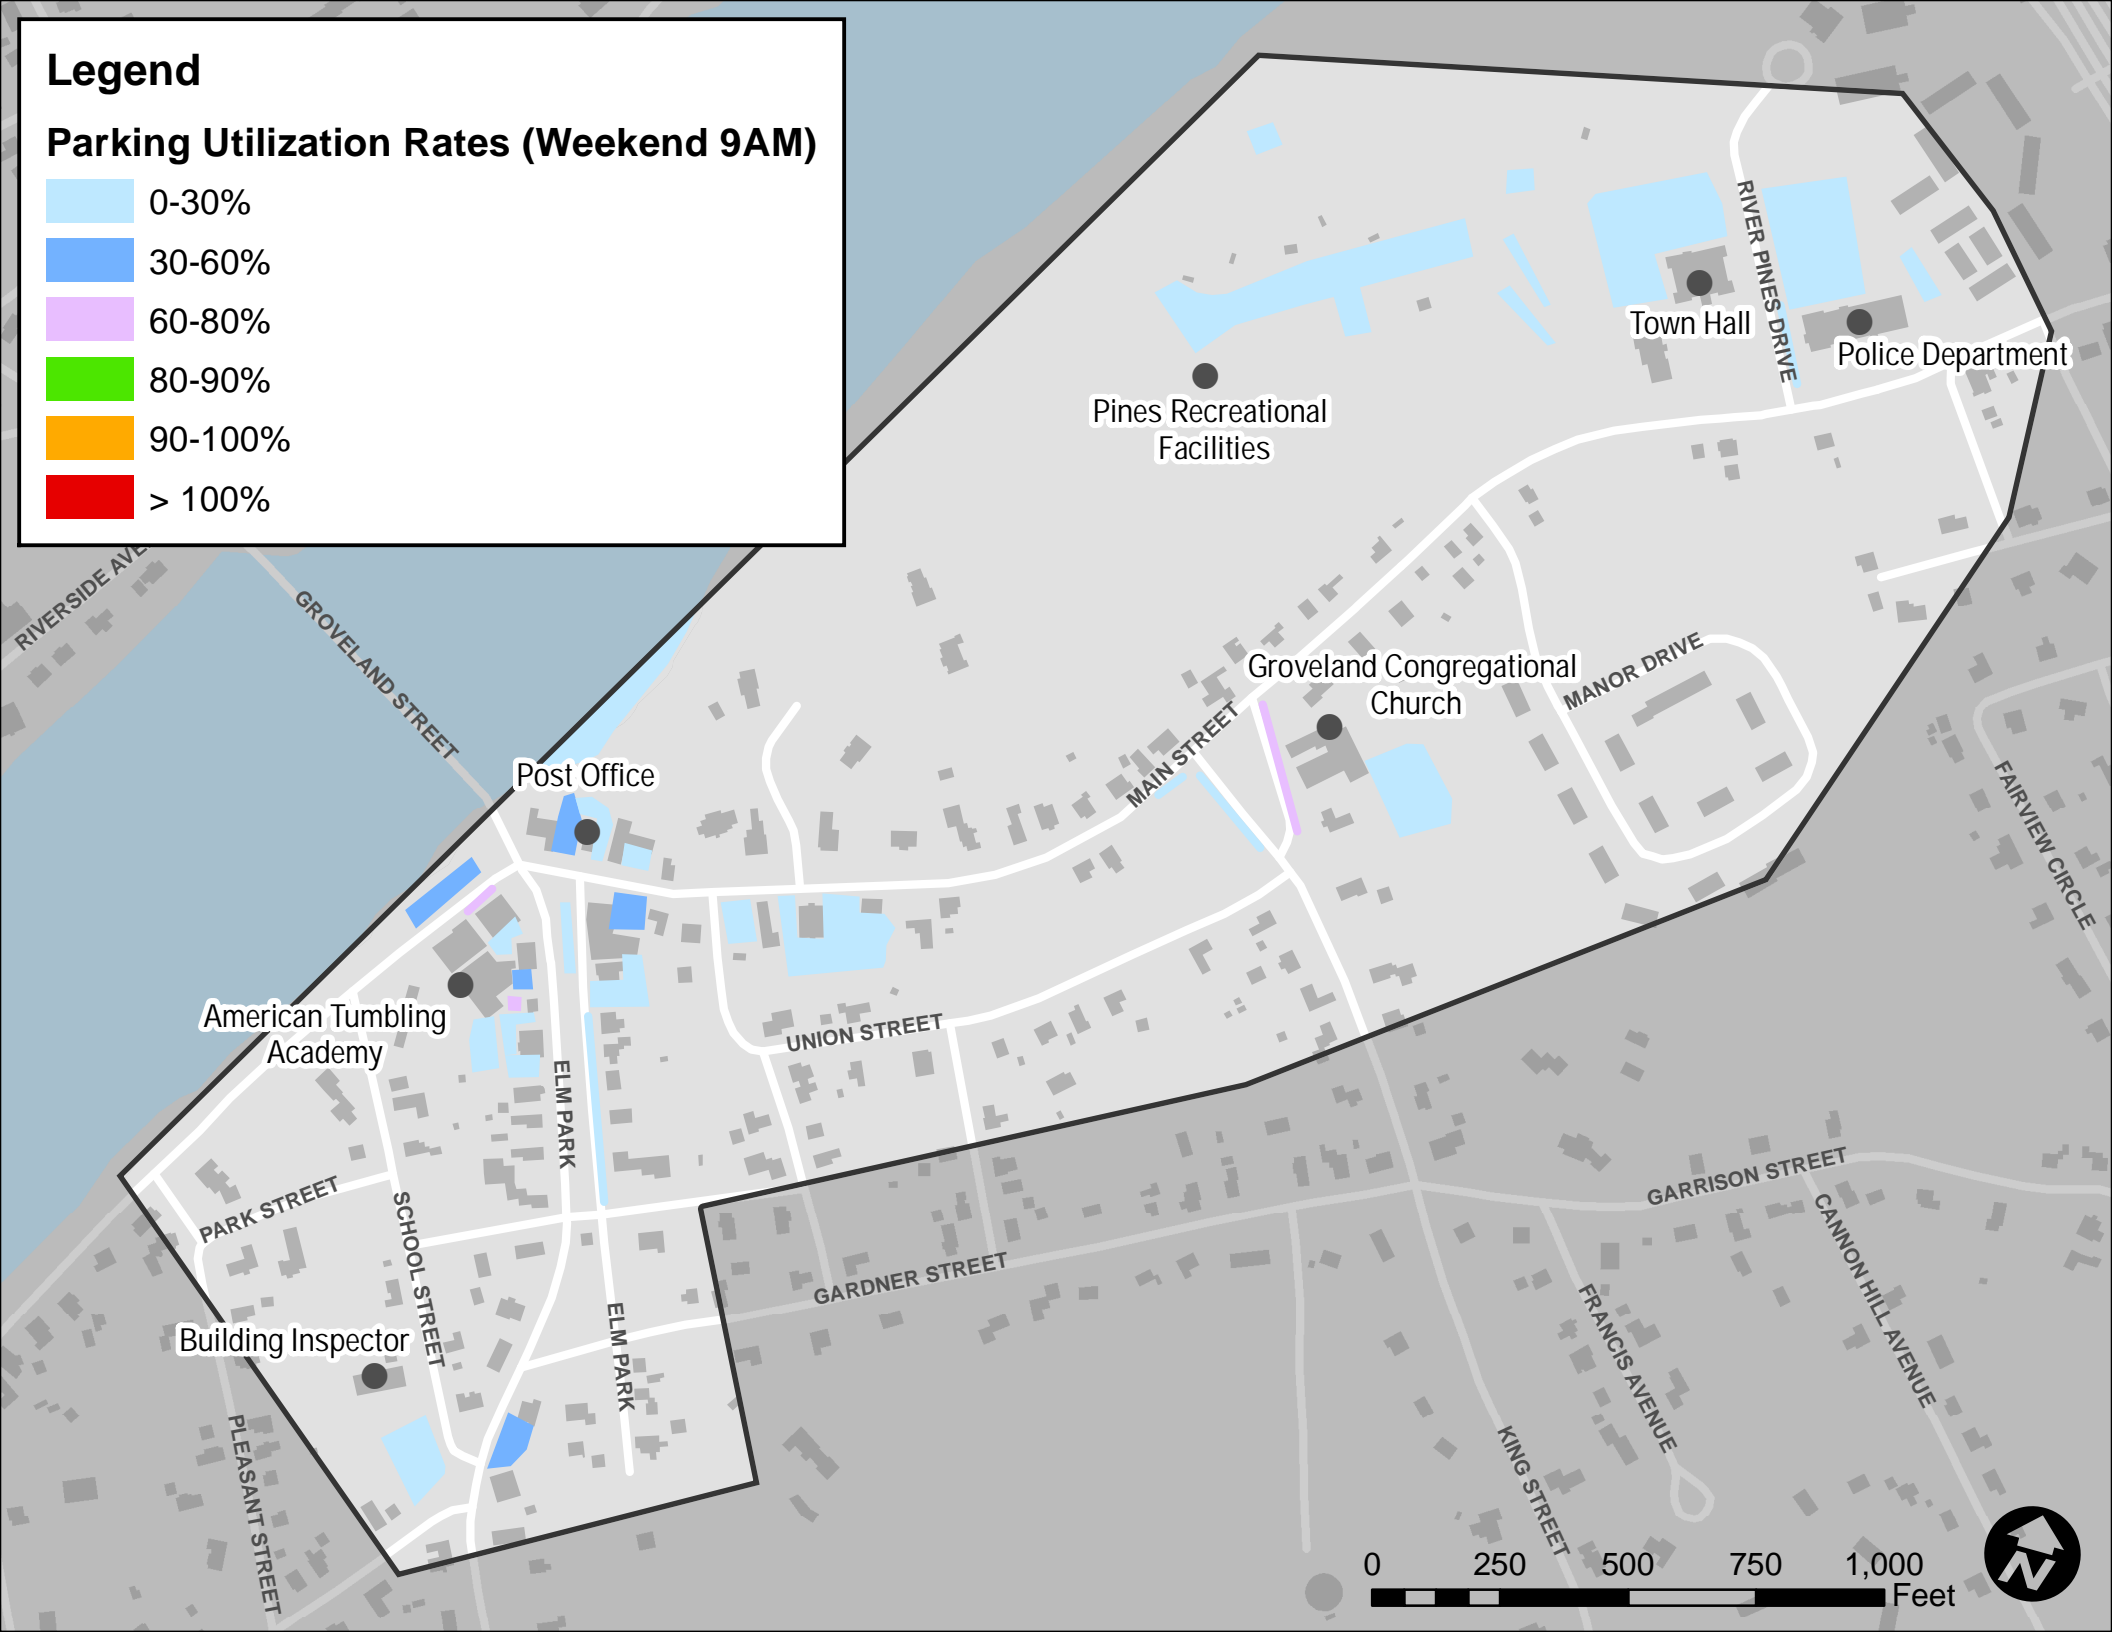 Legend
Parking Utilization Rates (Weekend 9AM)
0-30%
30-60%
60-80%
80-90%
90-100%
> 100%
RIVERSIDE AVE
GROVELAND STREET
RIVER PINES DRIVE
Town Hall
Police Department
Pines Recreational
Facilities
Groveland Congregational
Church
MANOR DRIVE
MAIN STREET
Post Office
FAIRVIEW CIRCLE
American Tumbling
Academy
UNION STREET
ELM PARK
PARK STREET
SCHOOL STREET
GARRISON STREET
CANNON HILL AVENUE
GARDNER STREET
FRANCIS AVENUE
ELM PARK
Building Inspector
PLEASANT STREET
KING STREET
0 250 500 750 1,000
Feet
N